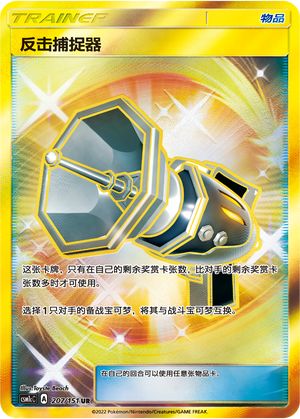 TRAINER
物品
反击捕捉器
这张卡牌，只有在自己的剩余奖赏卡张数，比对手的剩余奖赏卡
张数多时才可使用。
选择1只对手的备战宝可梦，将其与战斗宝可梦互换。
Illus. Toyste Beach
CSM1cC A 207/151 UR
在自己的回合可以使用任意张物品卡。
©2022 Pokémon/Nintendo/Creatures/GAME FREAK.